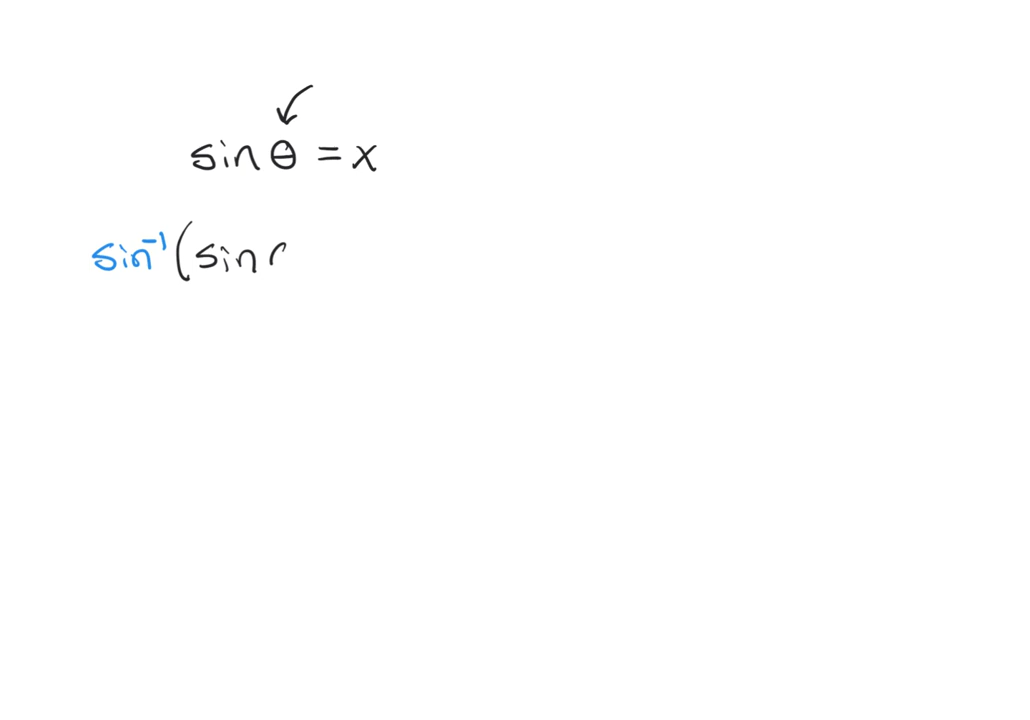 sin θ = x
sin⁻¹(sin